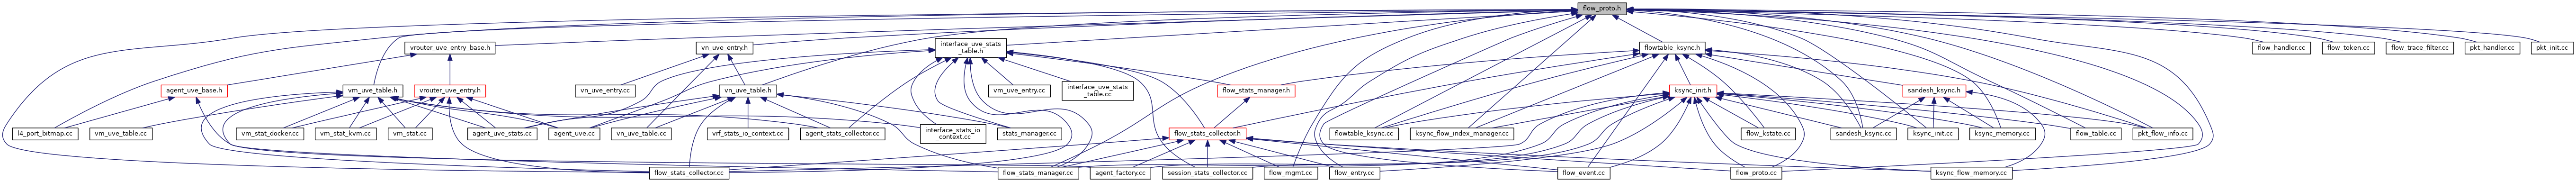 flow_proto.h
vrouter_uve_entry_base.h
vn_uve_entry.h
interface_uve_stats
_table.h
flowtable_ksync.h
flow_handler.cc
flow_token.cc
flow_trace_filter.cc
pkt_handler.cc
pkt_init.cc
agent_uve_base.h
vm_uve_table.h
vrouter_uve_entry.h
vn_uve_entry.cc
vn_uve_table.h
vm_uve_entry.cc
interface_uve_stats
_table.cc
flow_stats_manager.h
ksync_init.h
sandesh_ksync.h
l4_port_bitmap.cc
vm_uve_table.cc
vm_stat_docker.cc
vm_stat_kvm.cc
vm_stat.cc
agent_uve_stats.cc
agent_uve.cc
vn_uve_table.cc
vrf_stats_io_context.cc
agent_stats_collector.cc
interface_stats_io
_context.cc
stats_manager.cc
flow_stats_collector.h
flowtable_ksync.cc
ksync_flow_index_manager.cc
flow_kstate.cc
sandesh_ksync.cc
ksync_init.cc
ksync_memory.cc
flow_table.cc
pkt_flow_info.cc
flow_stats_collector.cc
flow_stats_manager.cc
agent_factory.cc
session_stats_collector.cc
flow_mgmt.cc
flow_entry.cc
flow_event.cc
flow_proto.cc
ksync_flow_memory.cc